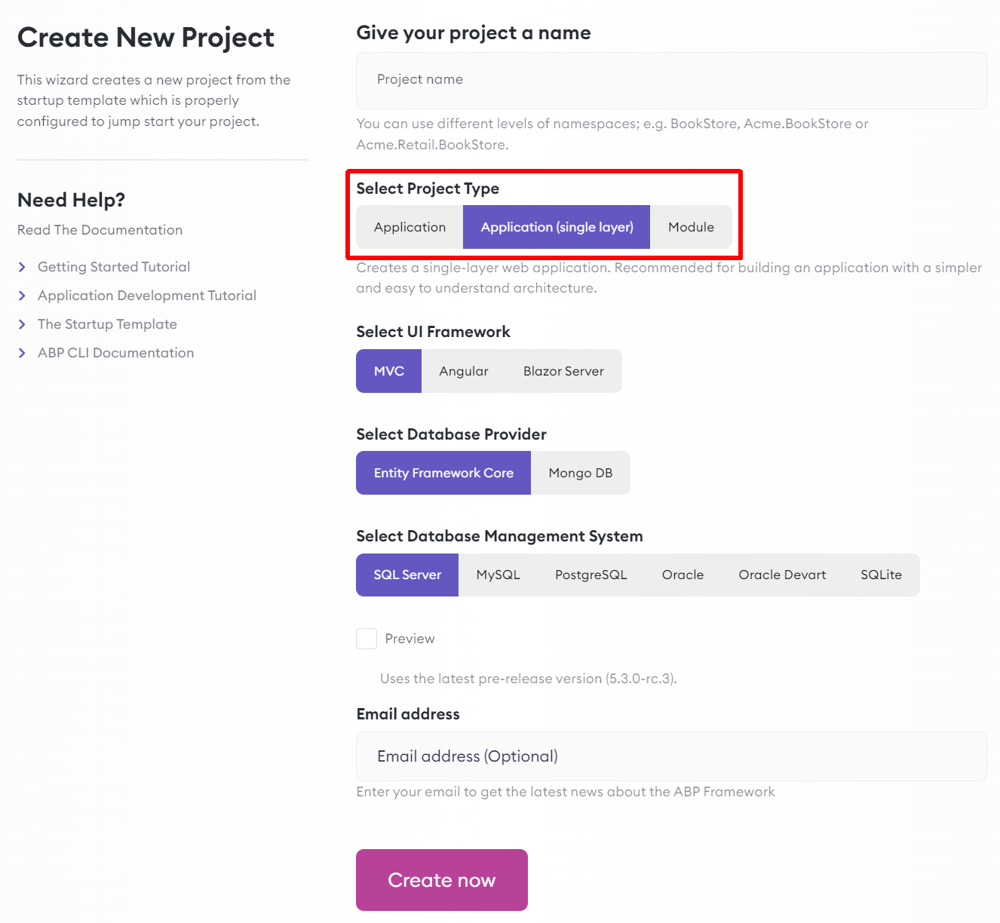 Create New Project
This wizard creates a new project from the
startup template which is properly
configured to jump start your project.
Need Help?
Read The Documentation
Getting Started Tutorial
Application Development Tutorial
The Startup Template
ABP CLI Documentation
Give your project a name
Project name
You can use different levels of namespaces; e.g. BookStore, Acme.BookStore or
Acme.Retail.BookStore.
Select Project Type
Application Application (single layer) Module
Creates a single-layer web application. Recommended for building an application with a simpler
and easy to understand architecture.
Select UI Framework
MVC Angular Blazor Server
Select Database Provider
Entity Framework Core Mongo DB
Select Database Management System
SQL Server MySQL PostgreSQL Oracle Oracle Devart SQLite
Preview
Uses the latest pre-release version (5.3.0-rc.3).
Email address
Email address (Optional)
Enter your email to get the latest news about the ABP Framework
Create now